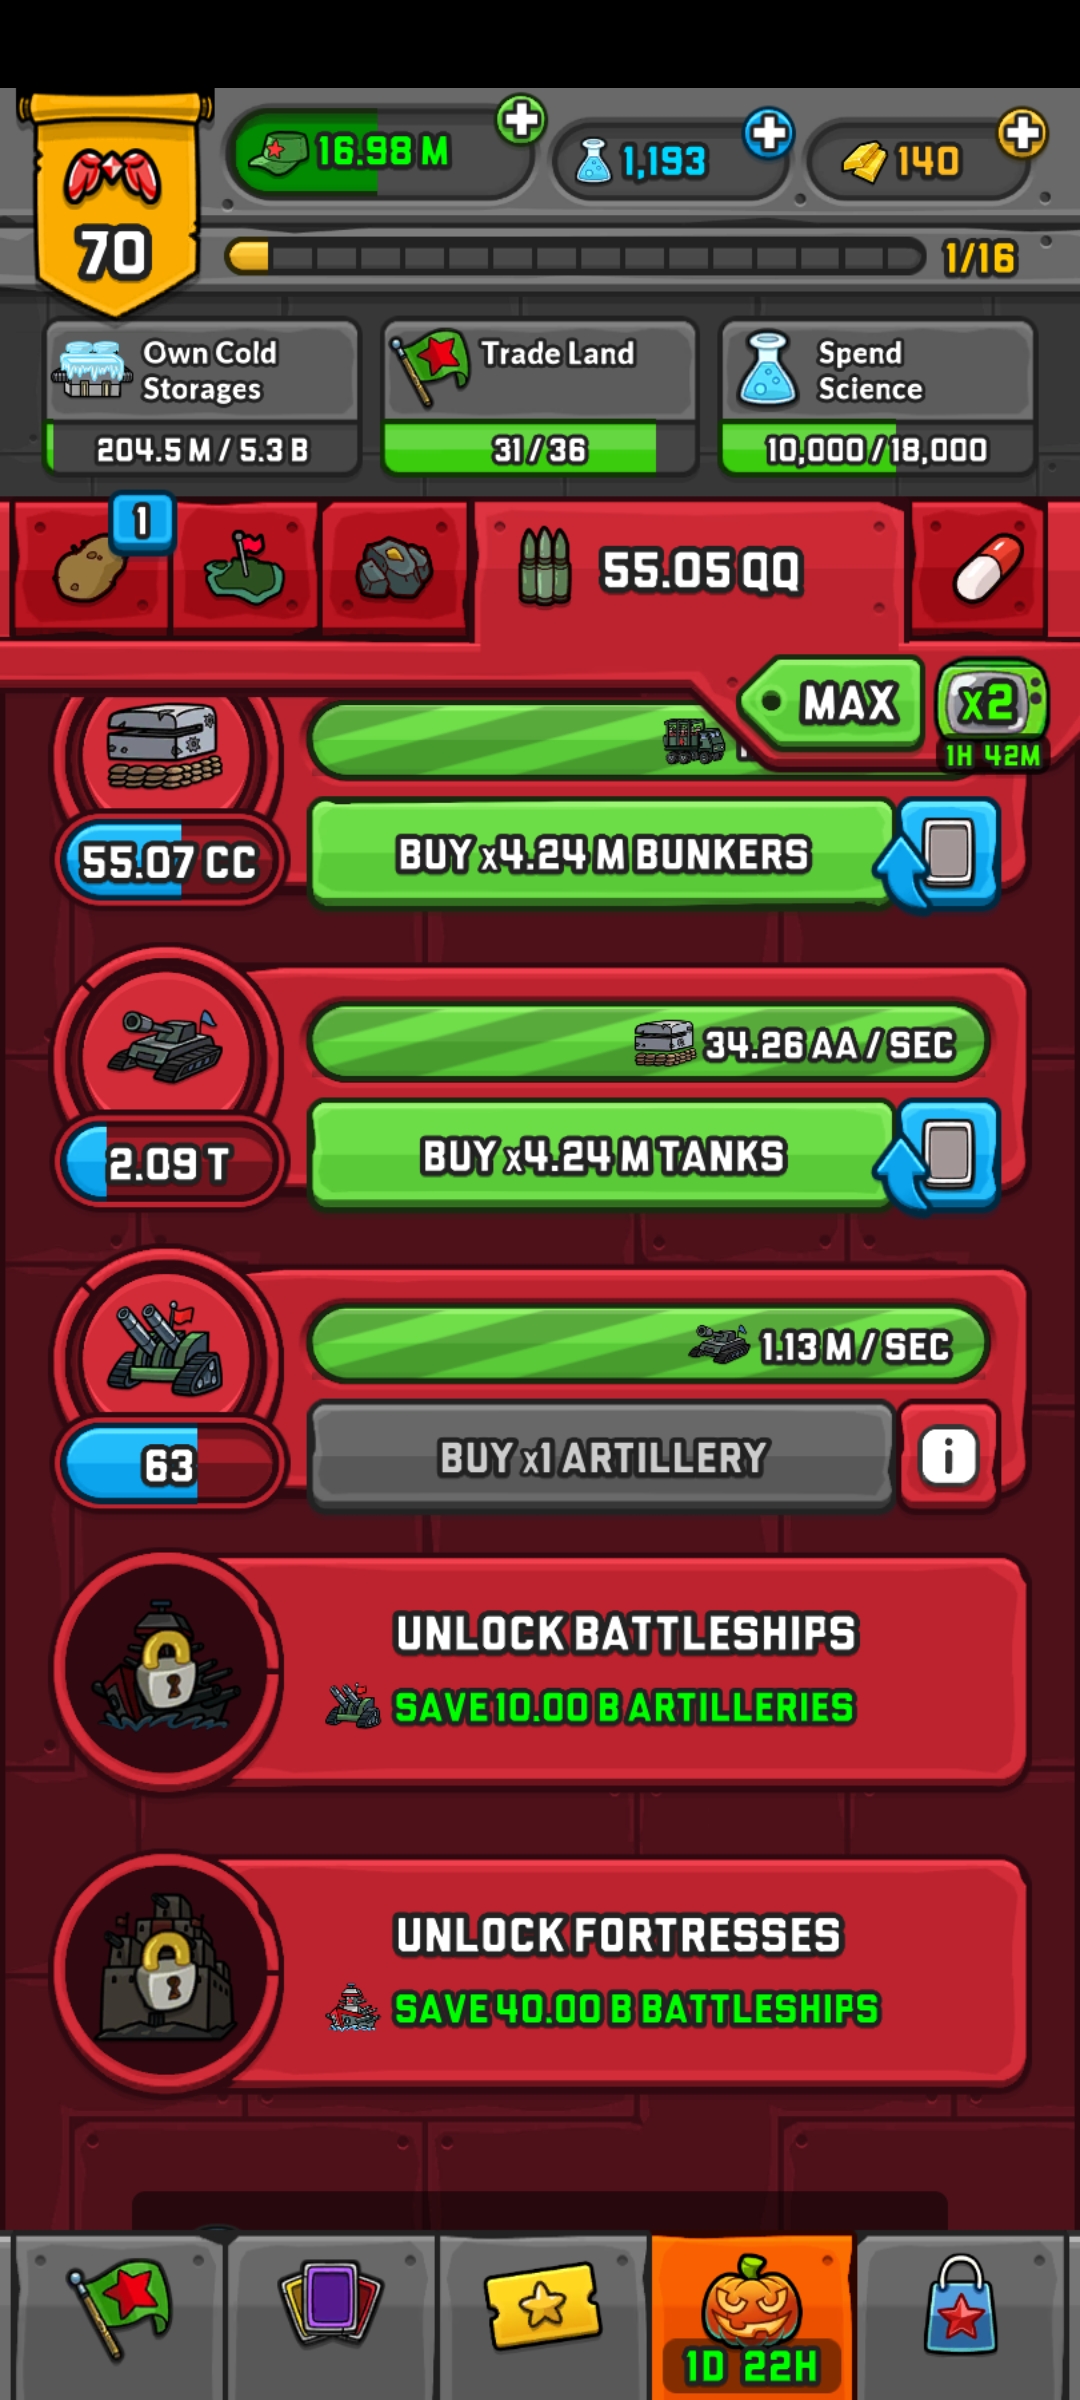 16.98 M
1,193
140
70
1/16
Own Cold
Storages
Trade Land
Spend
Science
204.5 M / 5.3 B
31 / 36
10,000 / 18,000
1
55.05 QQ
MAX
x2
1H 42M
55.07 CC
BUY x4.24 M BUNKERS
34.26 AA / SEC
2.09 T
BUY x4.24 M TANKS
1.13 M / SEC
63
BUY x1 ARTILLERY
i
UNLOCK BATTLESHIPS
SAVE 10.00 B ARTILLERIES
UNLOCK FORTRESSES
SAVE 40.00 B BATTLESHIPS
1D 22H